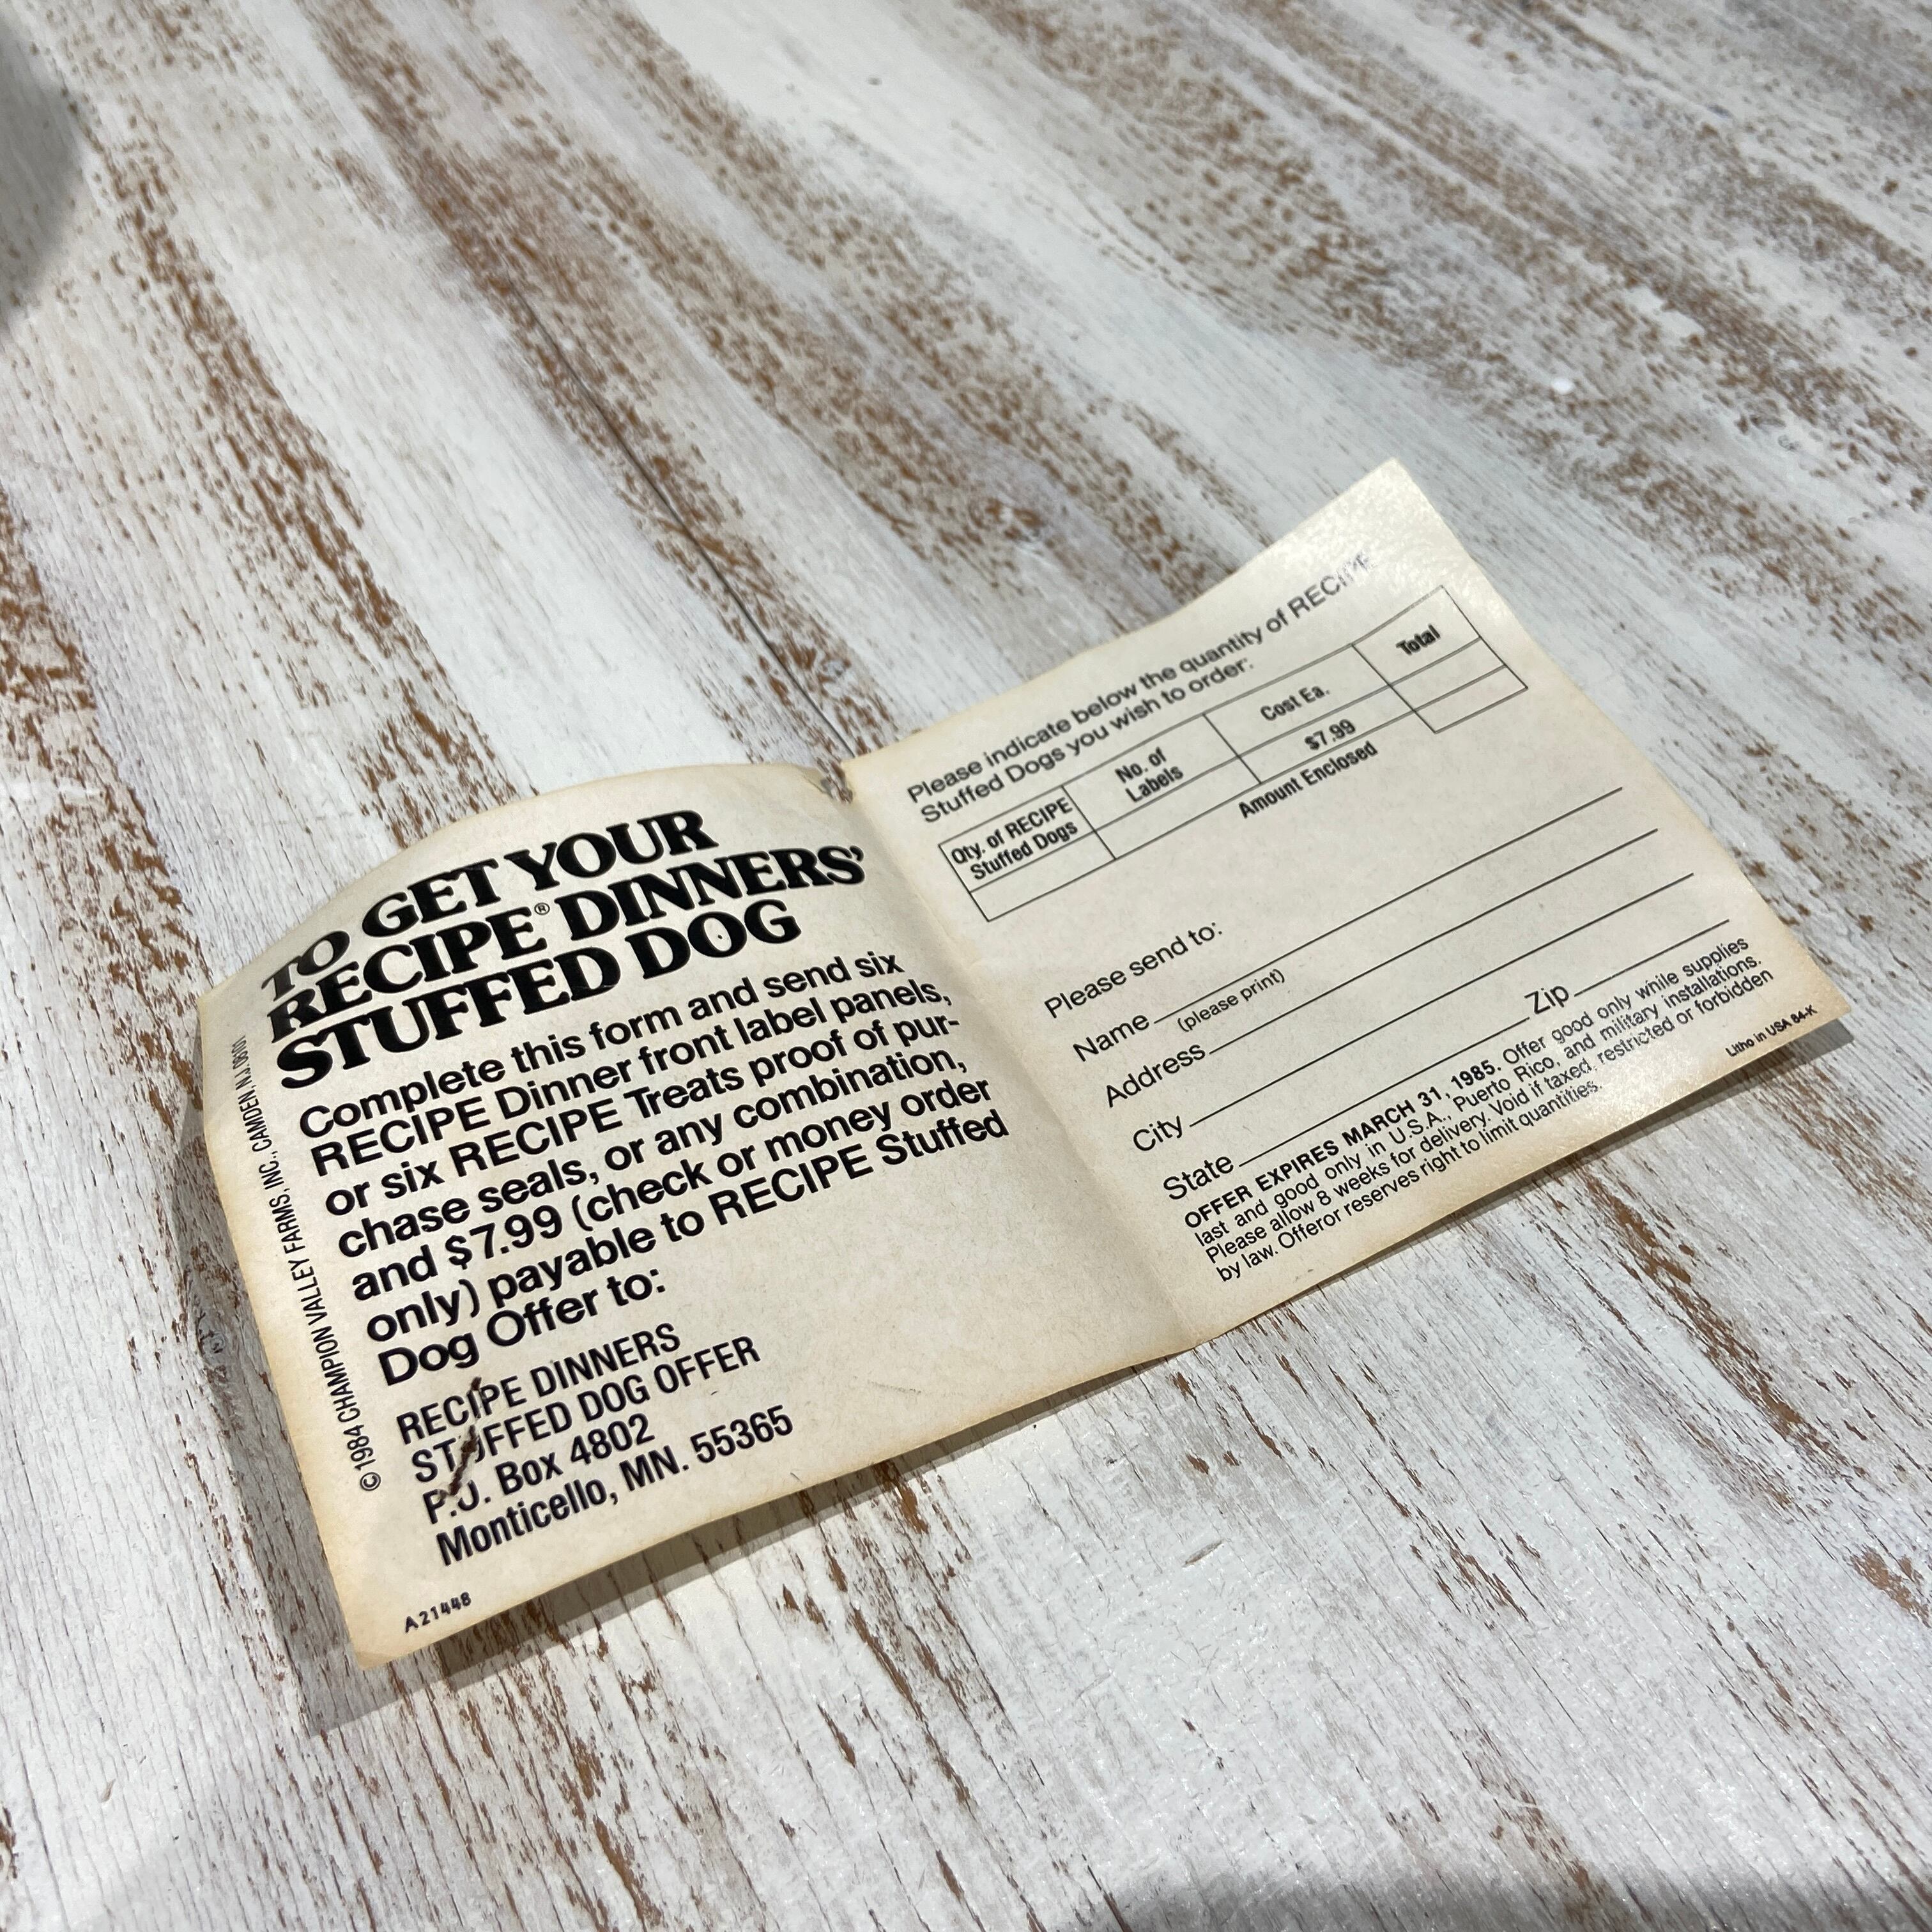 TO GET YOUR
RECIPE® DINNERS'
STUFFED DOG
Complete this form and send six
RECIPE Dinner front label panels,
or six RECIPE Treats proof of pur-
chase seals, or any combination,
and $7.99 (check or money order
only) payable to RECIPE Stuffed
Dog Offer to:
RECIPE DINNERS
STUFFED DOG OFFER
P.O. Box 4802
Monticello, MN. 55365
A21448
©1984 CHAMPION VALLEY FARMS, INC., CAMDEN, N.J. 08101
Please indicate below the quantity of RECIPE
Stuffed Dogs you wish to order:
Qty. of RECIPE
Stuffed Dogs
No. of
Labels
Cost Ea.
Total
$7.99
Amount Enclosed
Please send to:
Name
(please print)
Address
City
State Zip
OFFER EXPIRES MARCH 31, 1985. Offer good only while supplies
last and good only in U.S.A., Puerto Rico, and military installations.
Please allow 8 weeks for delivery. Void if taxed, restricted or forbidden
by law. Offeror reserves right to limit quantities.
Litho in USA 84-K